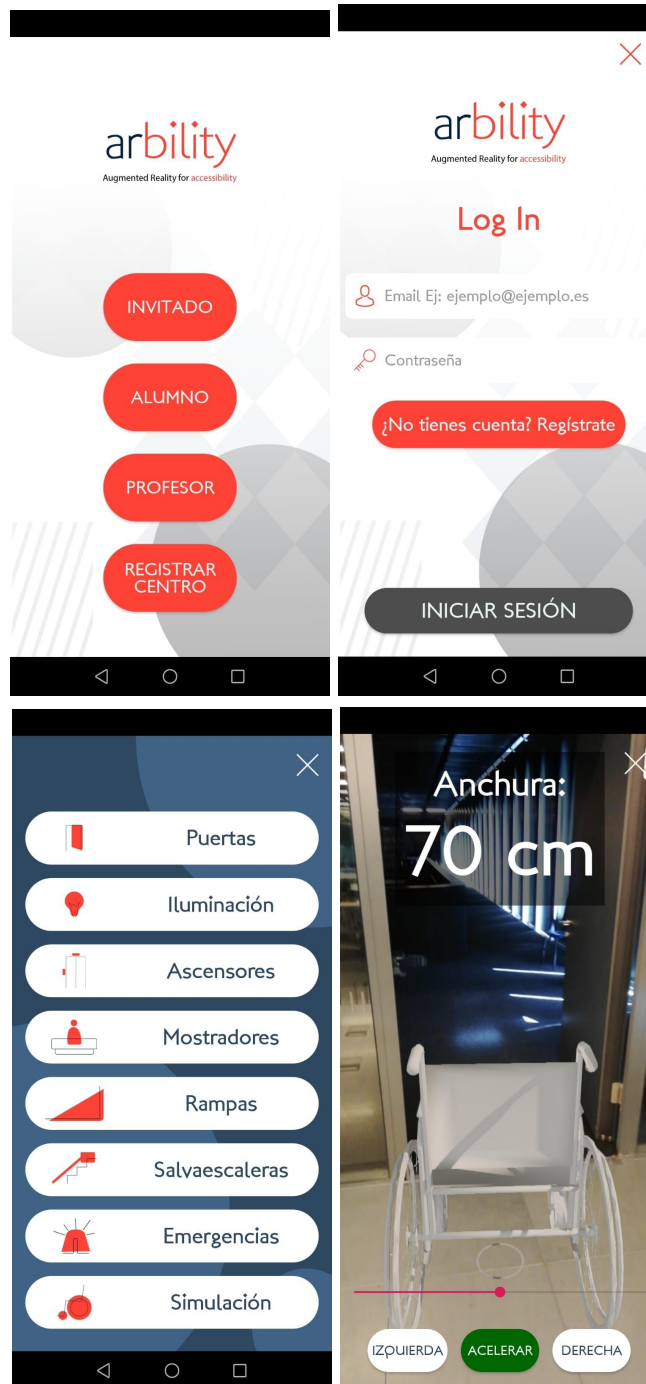 arbility
Augmented Reality for accessibility
INVITADO
ALUMNO
PROFESOR
REGISTRAR
CENTRO
arbility
Augmented Reality for accessibility
Log In
Email Ej: ejemplo@ejemplo.es
Contraseña
¿No tienes cuenta? Regístrate
INICIAR SESIÓN
Puertas
Iluminación
Ascensores
Mostradores
Rampas
Salvaescaleras
Emergencias
Simulación
Anchura:
70 cm
IZQUIERDA
ACELERAR
DERECHA